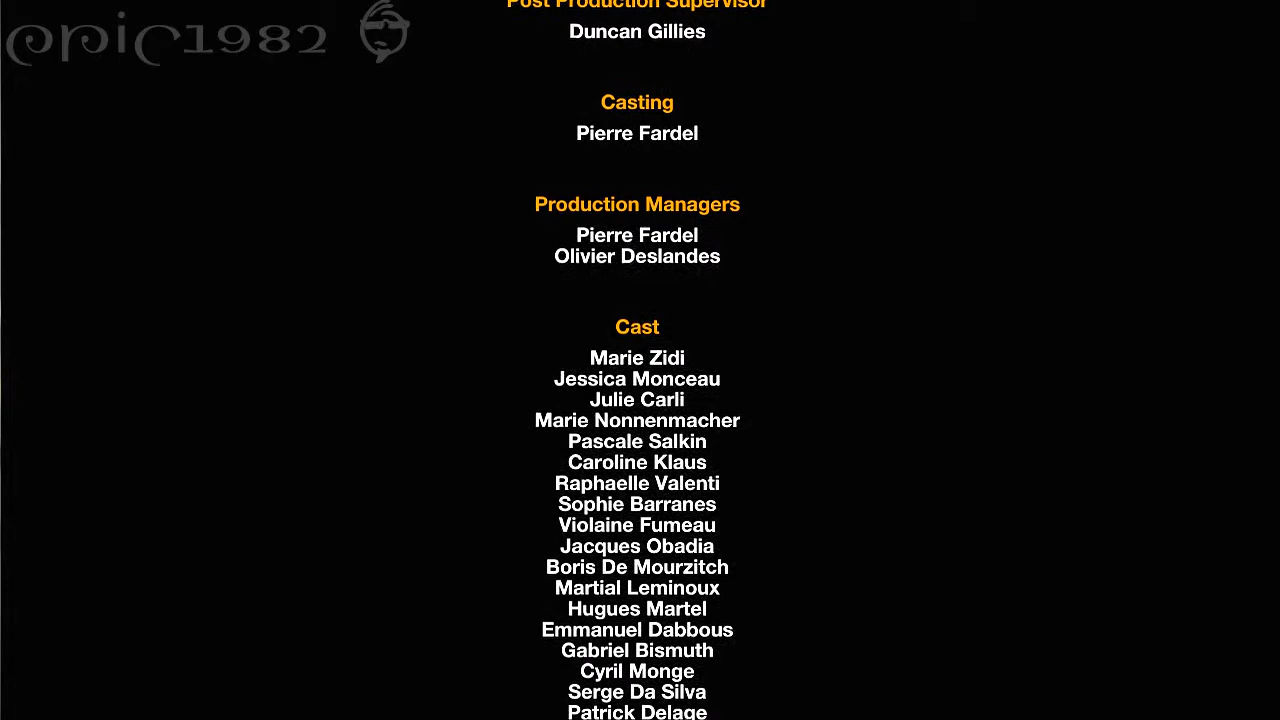 Post Production Supervisor
epic1982
Duncan Gillies
Casting
Pierre Fardel
Production Managers
Pierre Fardel
Olivier Deslandes
Cast
Marie Zidi
Jessica Monceau
Julie Carli
Marie Nonnenmacher
Pascale Salkin
Caroline Klaus
Raphaelle Valenti
Sophie Barranes
Violaine Fumeau
Jacques Obadia
Boris De Mourzitch
Martial Leminoux
Hugues Martel
Emmanuel Dabbous
Gabriel Bismuth
Cyril Monge
Serge Da Silva
Patrick Delage